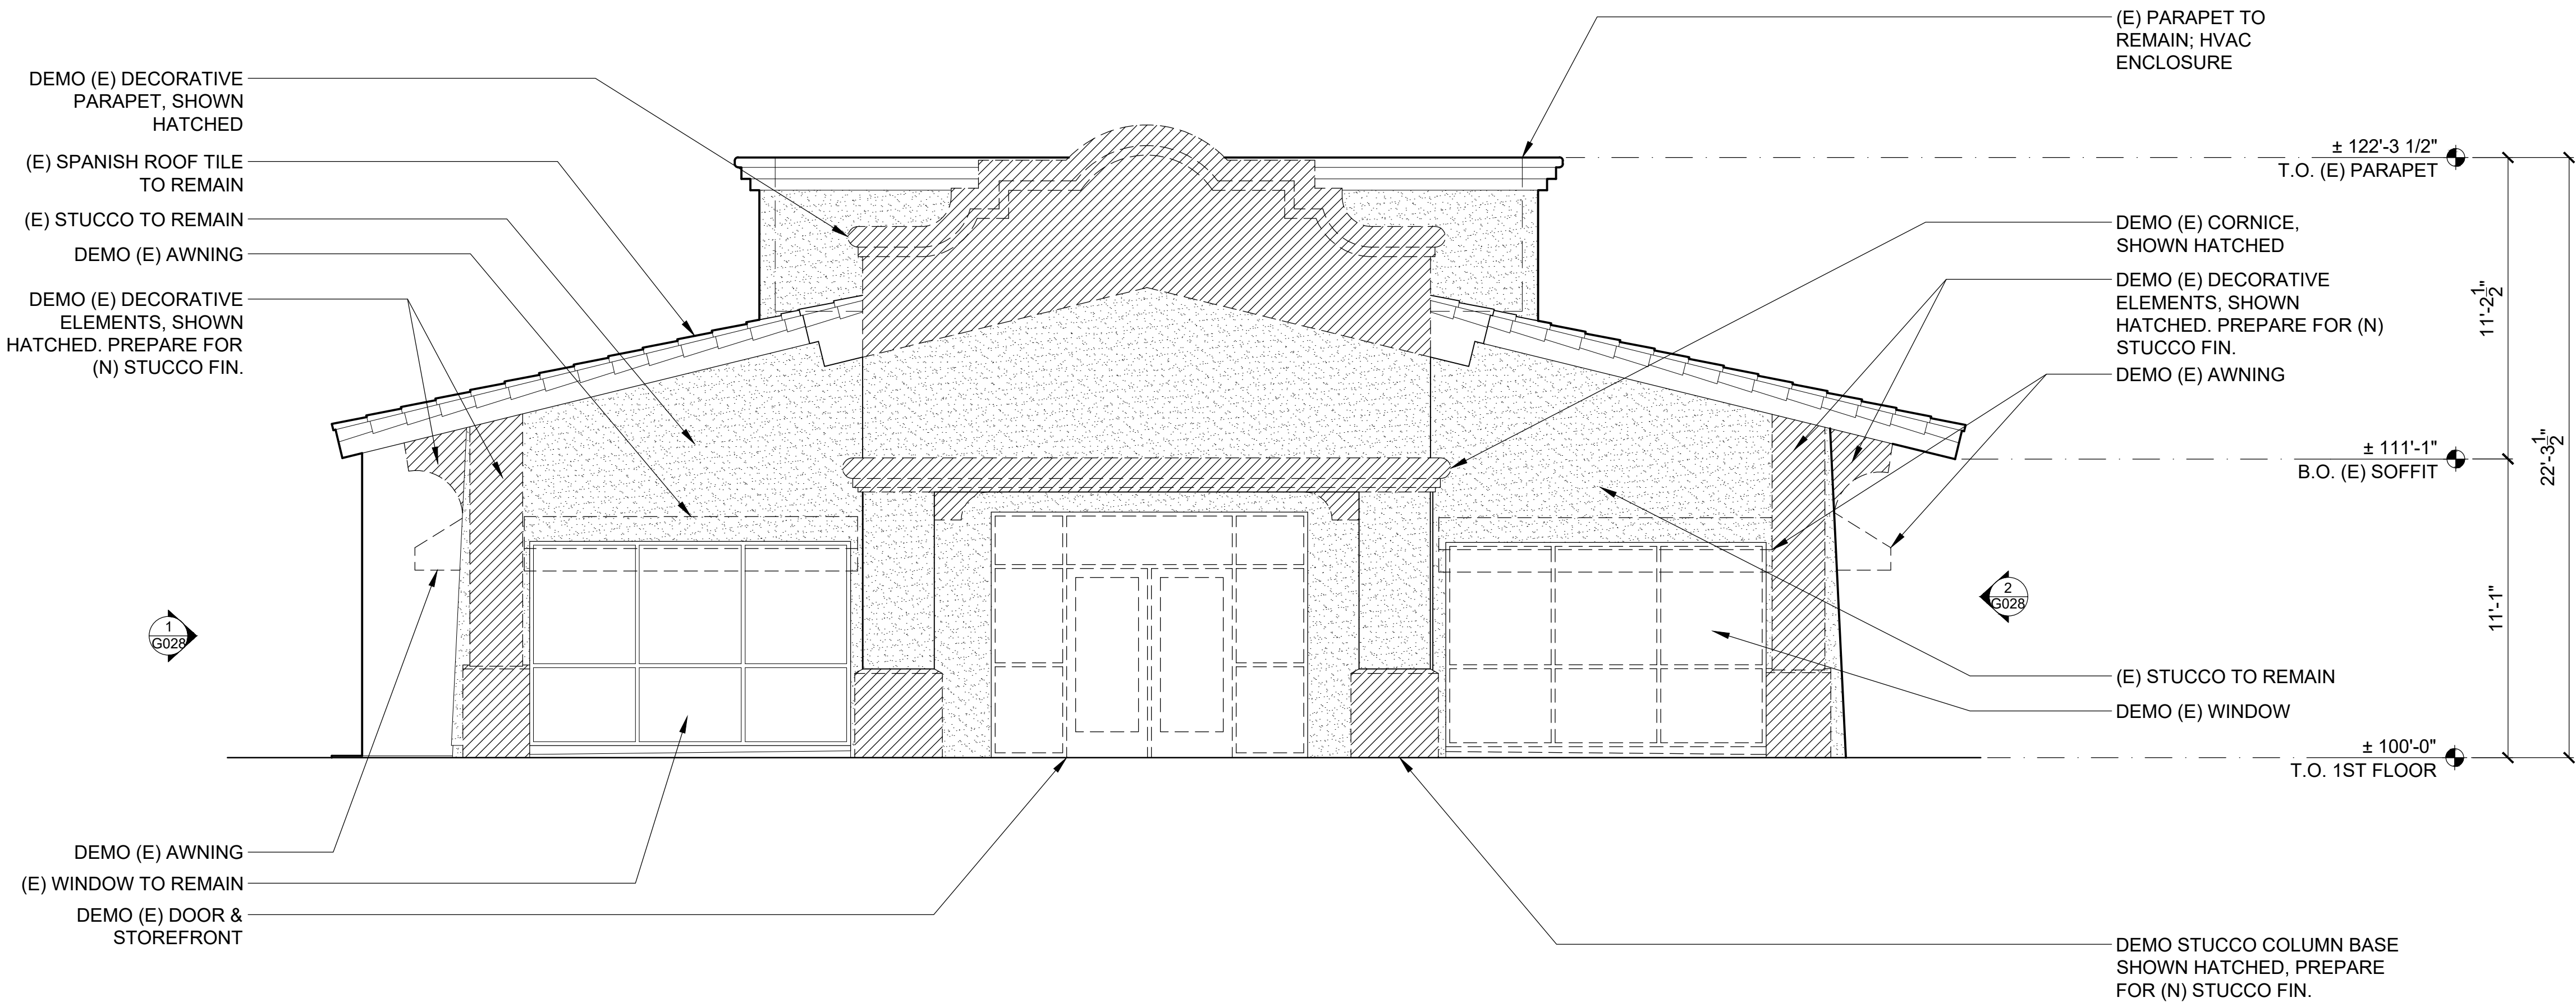 DEMO (E) DECORATIVE
PARAPET, SHOWN
HATCHED
(E) SPANISH ROOF TILE
TO REMAIN
(E) STUCCO TO REMAIN
DEMO (E) AWNING
DEMO (E) DECORATIVE
ELEMENTS, SHOWN
HATCHED. PREPARE FOR
(N) STUCCO FIN.
1
G028
DEMO (E) AWNING
(E) WINDOW TO REMAIN
DEMO (E) DOOR &
STOREFRONT
(E) PARAPET TO
REMAIN; HVAC
ENCLOSURE
± 122'-3 1/2"
T.O. (E) PARAPET
DEMO (E) CORNICE,
SHOWN HATCHED
DEMO (E) DECORATIVE
ELEMENTS, SHOWN
HATCHED. PREPARE FOR (N)
STUCCO FIN.
DEMO (E) AWNING
± 111'-1"
B.O. (E) SOFFIT
2
G028
(E) STUCCO TO REMAIN
DEMO (E) WINDOW
± 100'-0"
T.O. 1ST FLOOR
DEMO STUCCO COLUMN BASE
SHOWN HATCHED, PREPARE
FOR (N) STUCCO FIN.
11'-2 1/2"
11'-1"
22'-3 1/2"